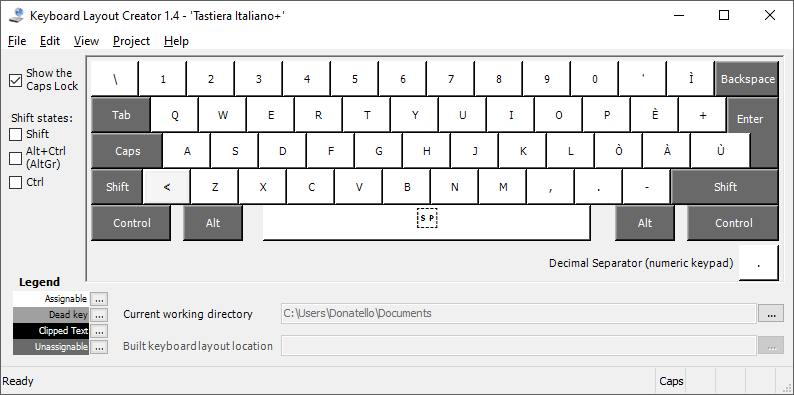 Keyboard Layout Creator 1.4 - 'Tastiera Italiano+'
File Edit View Project Help
Show the
Caps Lock
Shift states:
Shift
Alt+Ctrl
(AltGr)
Ctrl
\ 1 2 3 4 5 6 7 8 9 0 ' Ì Backspace
Tab Q W E R T Y U I O P È + Enter
Caps A S D F G H J K L Ò À Ù
Shift < Z X C V B N M , . - Shift
Control Alt SP Alt Control
Decimal Separator (numeric keypad) .
Legend
Assignable ...
Dead key ...
Clipped Text ...
Unassignable ...
Current working directory C:\Users\Donatello\Documents ...
Built keyboard layout location ...
Ready Caps